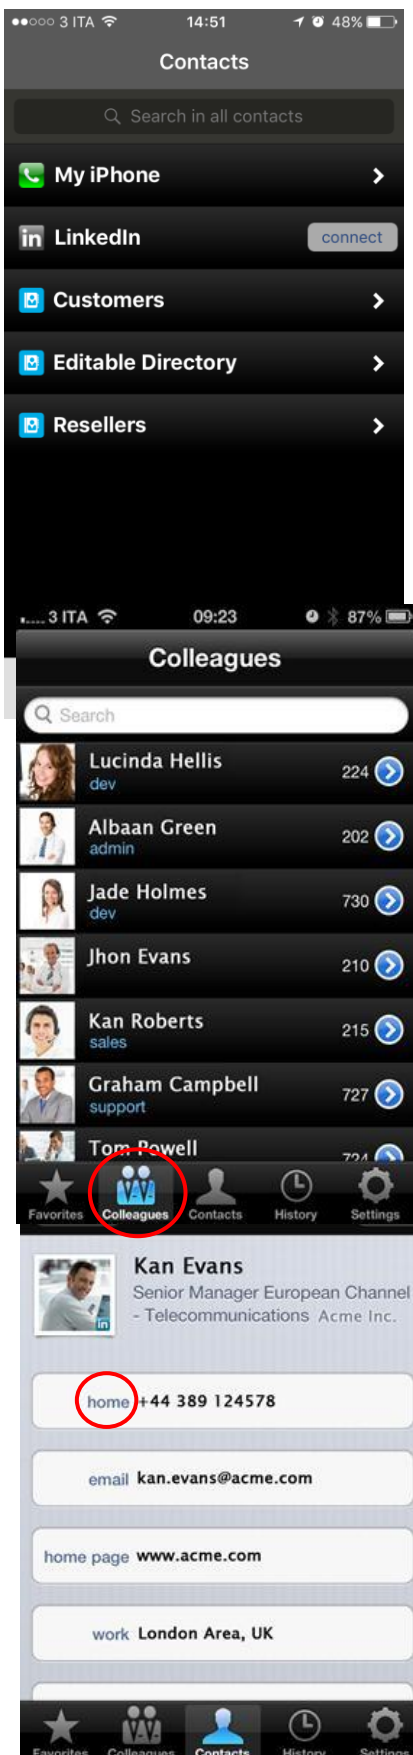 3 ITA 14:51 48%
Contacts
Search in all contacts
My iPhone
in LinkedIn connect
Customers
Editable Directory
Resellers
3 ITA 09:23 87%
Colleagues
Search
Lucinda Hellis
dev
224
Albaan Green
admin
202
Jade Holmes
dev
730
Jhon Evans
210
Kan Roberts
sales
215
Graham Campbell
support
727
Tom Powell
724
Favorites Colleagues Contacts History Settings
Kan Evans
Senior Manager European Channel
- Telecommunications Acme Inc.
in
home +44 389 124578
email kan.evans@acme.com
home page www.acme.com
work London Area, UK
Favorites Colleagues Contacts History Settings